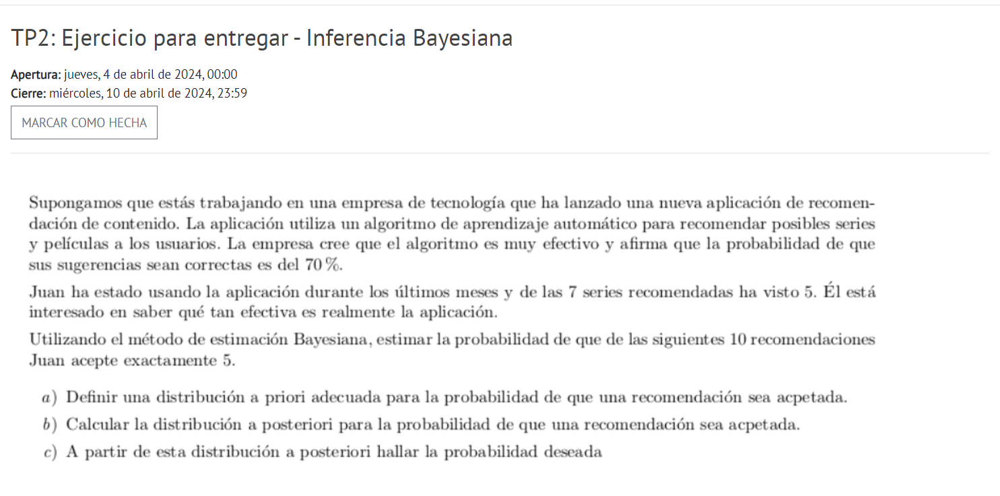 TP2: Ejercicio para entregar - Inferencia Bayesiana
Apertura: jueves, 4 de abril de 2024, 00:00
Cierre: miércoles, 10 de abril de 2024, 23:59
MARCAR COMO HECHA
Supongamos que estás trabajando en una empresa de tecnología que ha lanzado una nueva aplicación de recomen-
dación de contenido. La aplicación utiliza un algoritmo de aprendizaje automático para recomendar posibles series
y películas a los usuarios. La empresa cree que el algoritmo es muy efectivo y afirma que la probabilidad de que
sus sugerencias sean correctas es del 70 %.
Juan ha estado usando la aplicación durante los últimos meses y de las 7 series recomendadas ha visto 5. Él está
interesado en saber qué tan efectiva es realmente la aplicación.
Utilizando el método de estimación Bayesiana, estimar la probabilidad de que de las siguientes 10 recomendaciones
Juan acepte exactamente 5.
a) Definir una distribución a priori adecuada para la probabilidad de que una recomendación sea acpetada.
b) Calcular la distribución a posteriori para la probabilidad de que una recomendación sea acpetada.
c) A partir de esta distribución a posteriori hallar la probabilidad deseada